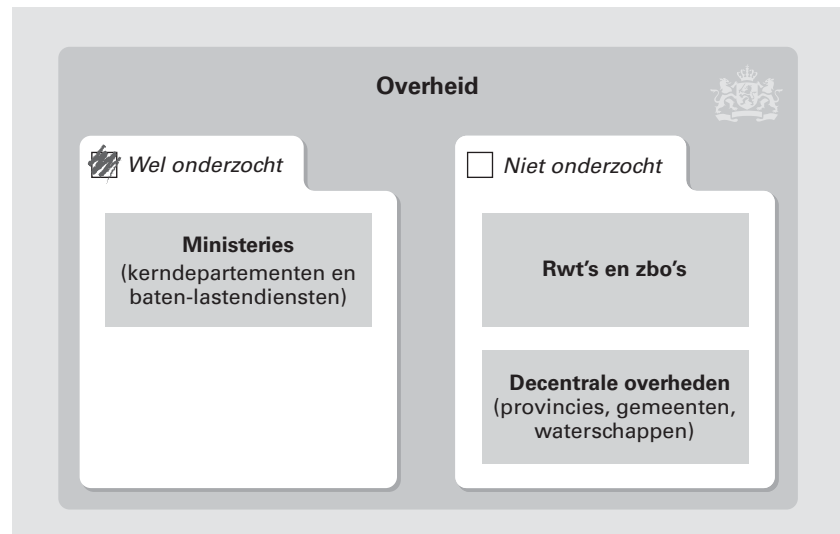 Overheid
Wel onderzocht
Ministeries
(kerndepartementen en
baten-lastendiensten)
Niet onderzocht
Rwt's en zbo's
Decentrale overheden
(provincies, gemeenten,
waterschappen)